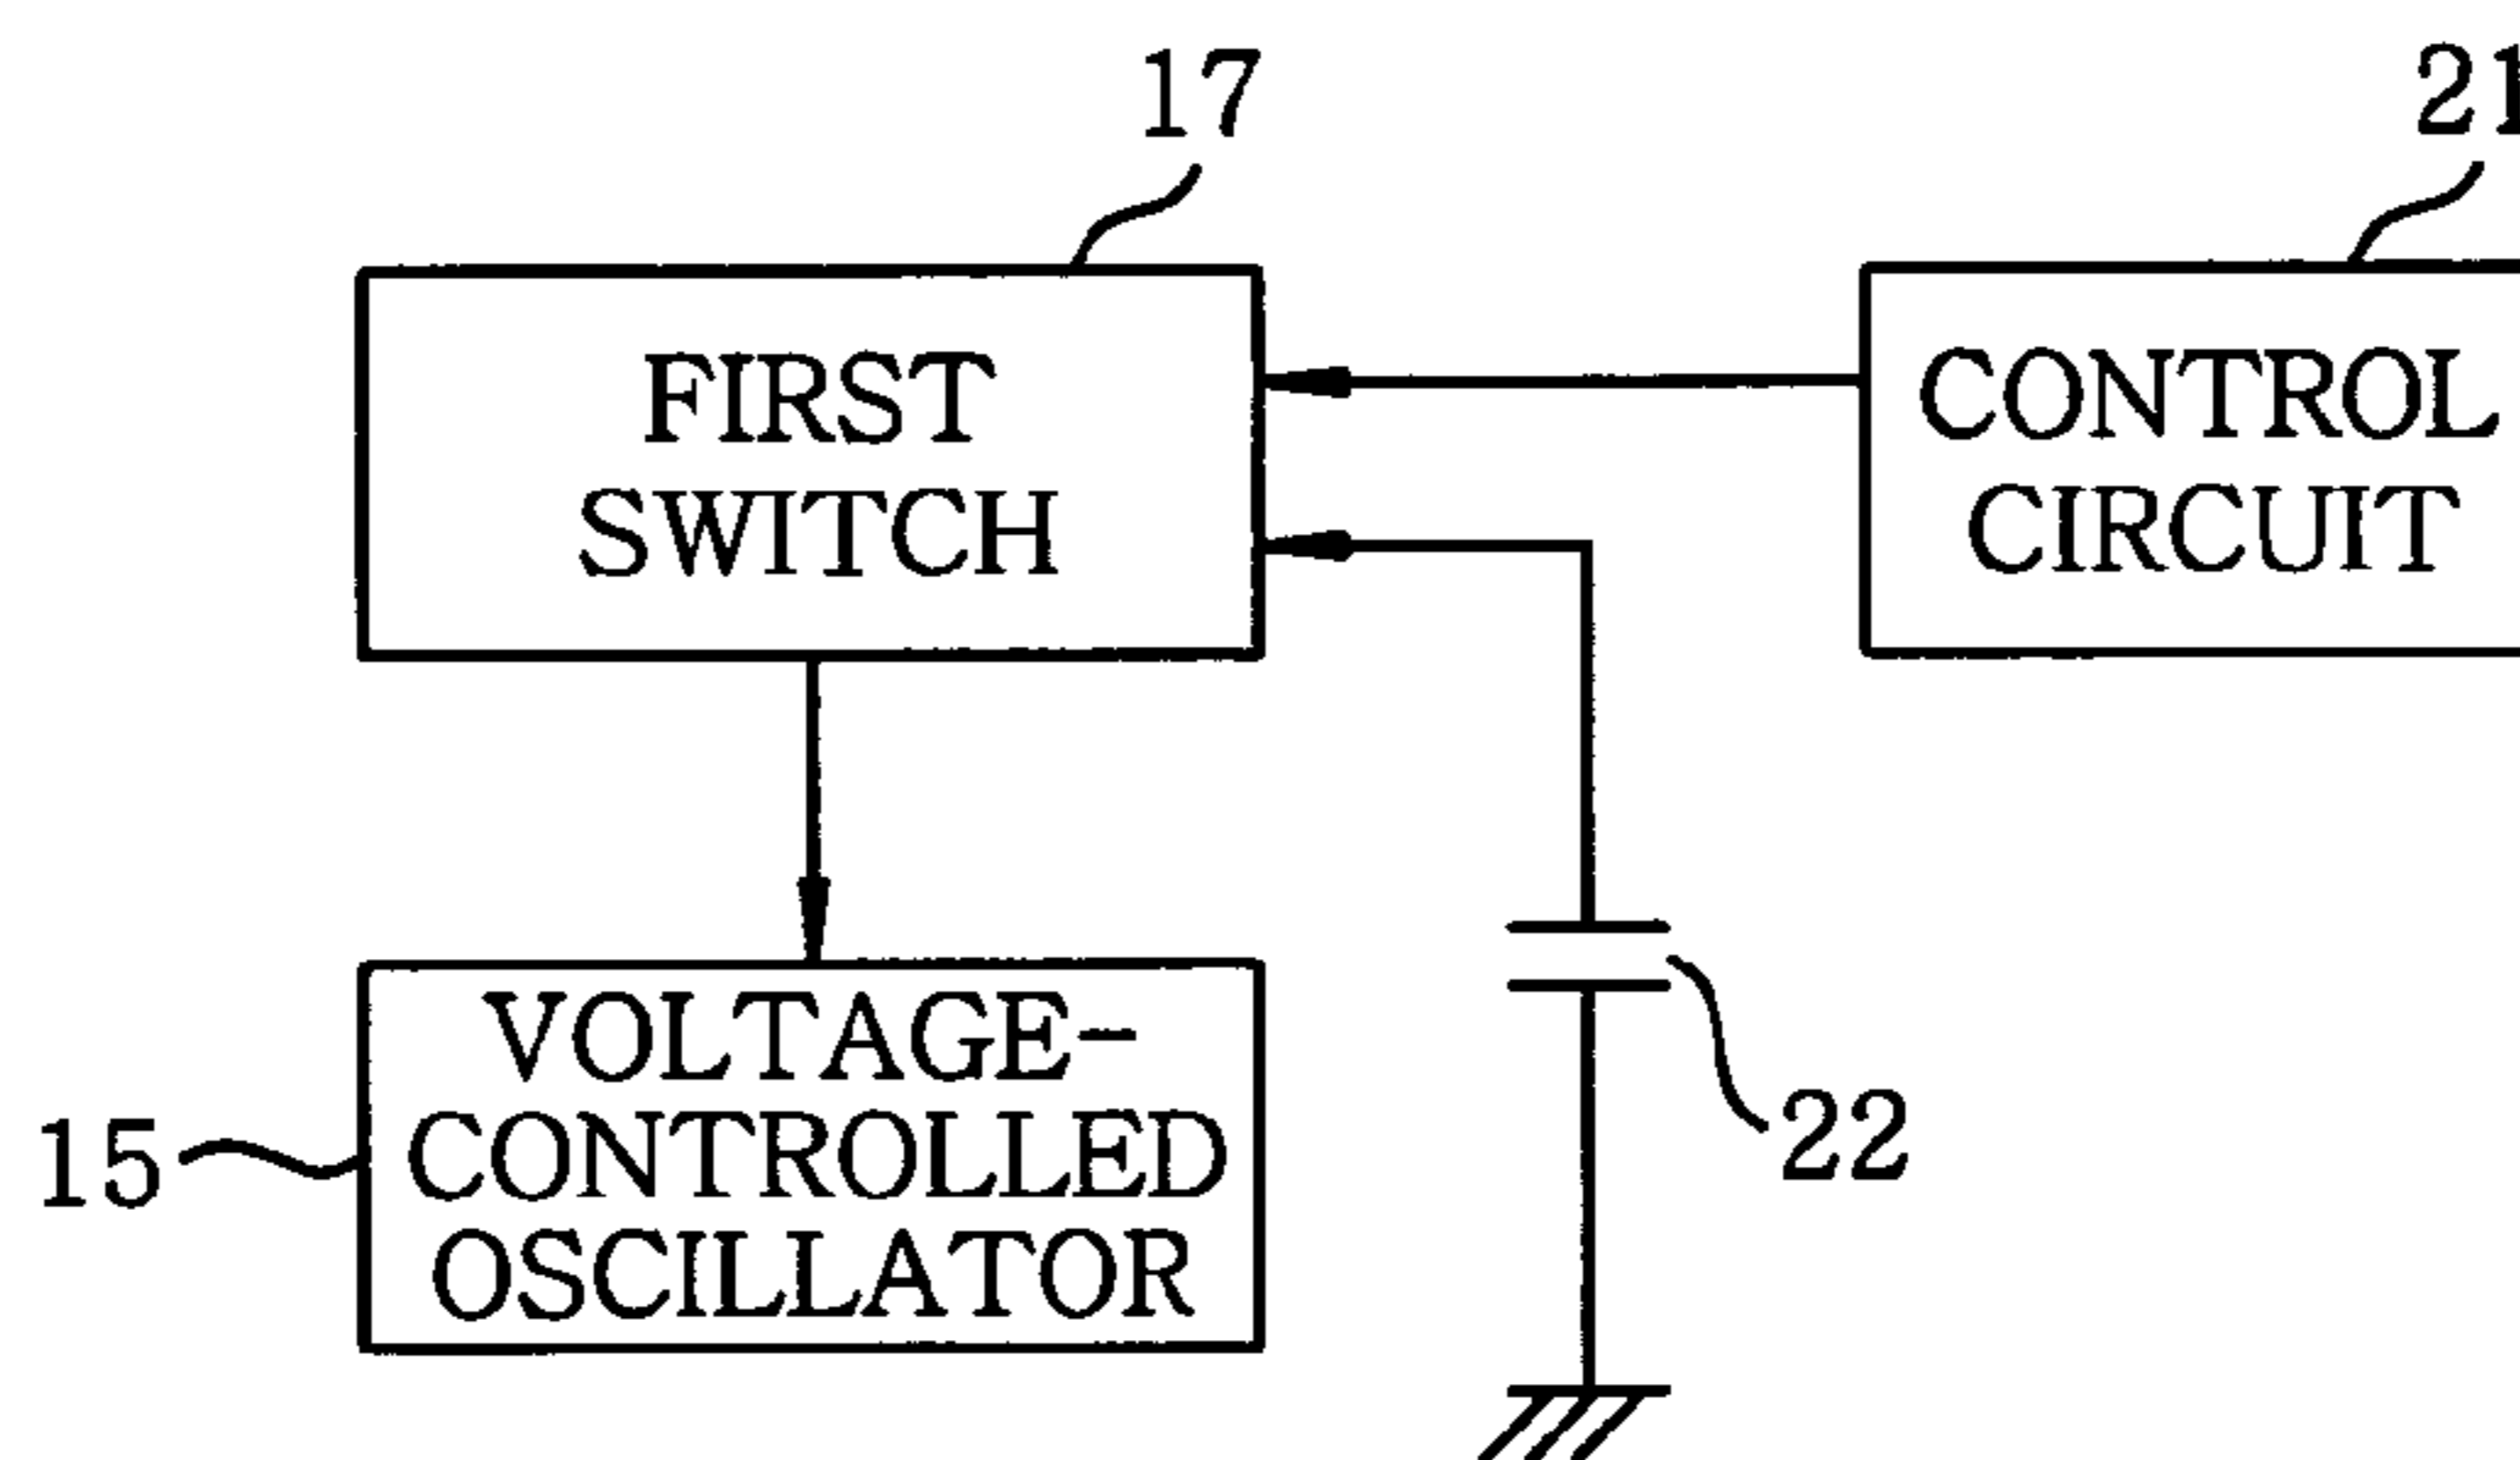 17
21
FIRST
SWITCH
CONTROL
CIRCUIT
VOLTAGE-
CONTROLLED
OSCILLATOR
15
22